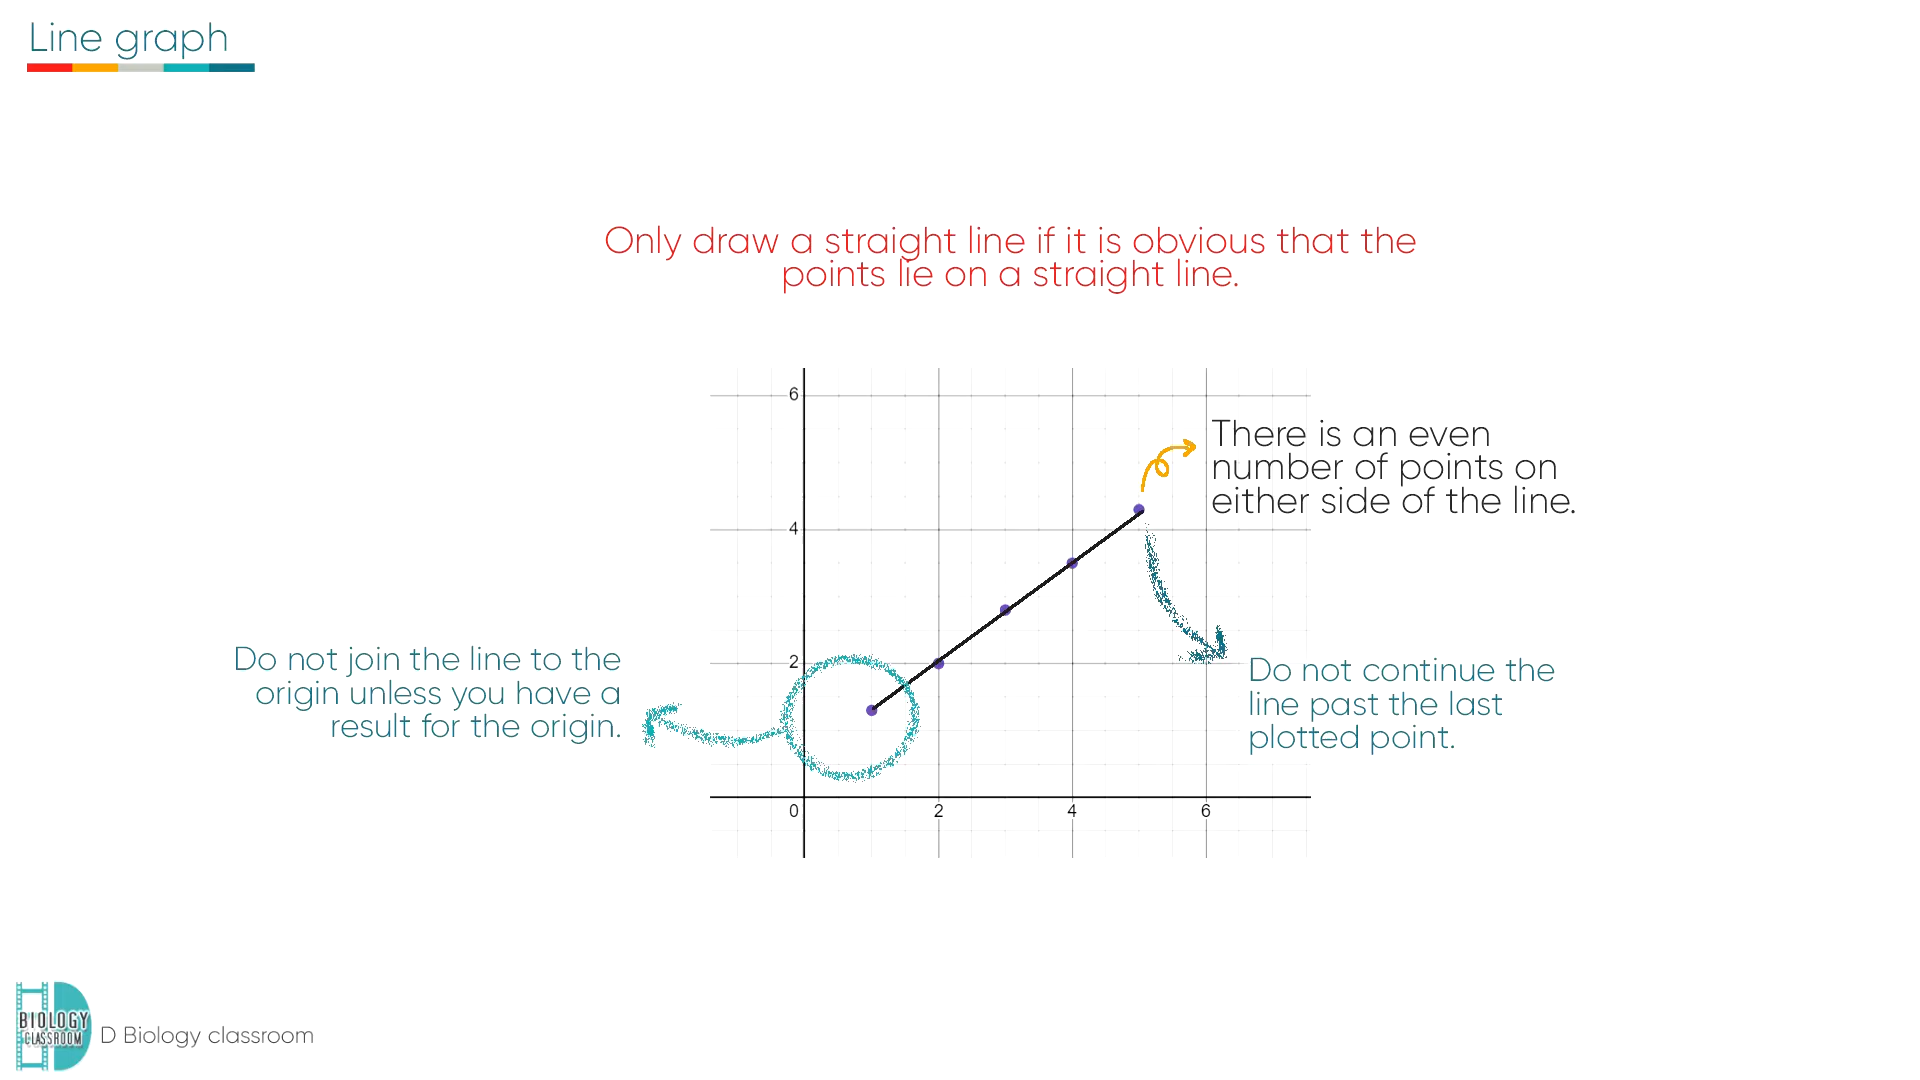 Line graph
Only draw a straight line if it is obvious that the
points lie on a straight line.
6
There is an even
number of points on
either side of the line.
4
Do not join the line to the
origin unless you have a
result for the origin.
2
Do not continue the
line past the last
plotted point.
0 2 4 6
BIOLOGY
CLASSROOM
D Biology classroom